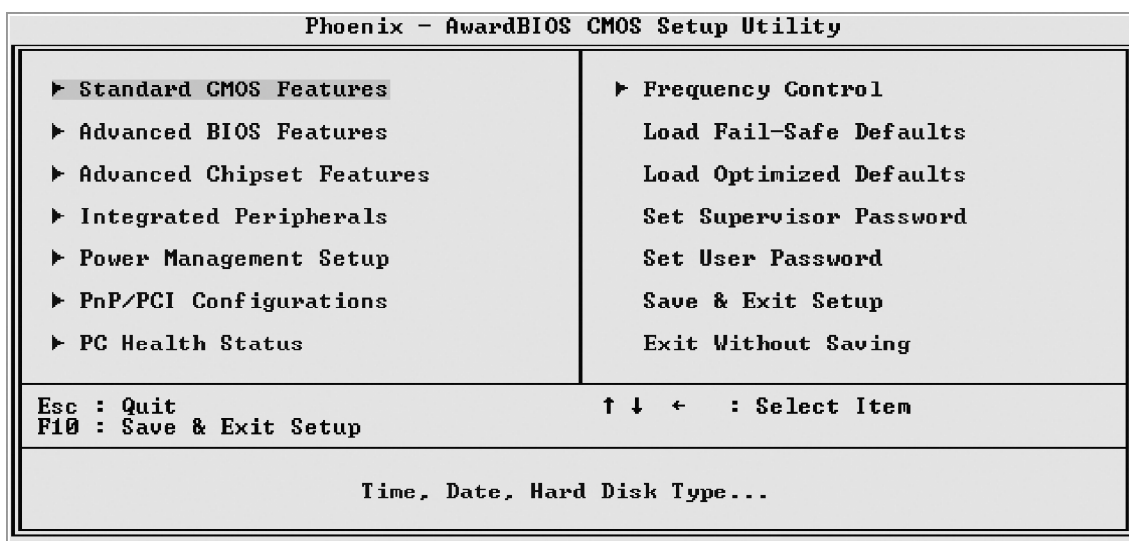 Phoenix - AwardBIOS CMOS Setup Utility
► Standard CMOS Features
► Advanced BIOS Features
► Advanced Chipset Features
► Integrated Peripherals
► Power Management Setup
► PnP/PCI Configurations
► PC Health Status
► Frequency Control
Load Fail-Safe Defaults
Load Optimized Defaults
Set Supervisor Password
Set User Password
Save & Exit Setup
Exit Without Saving
Esc : Quit
F10 : Save & Exit Setup
↑ ↓ ← : Select Item
Time, Date, Hard Disk Type...